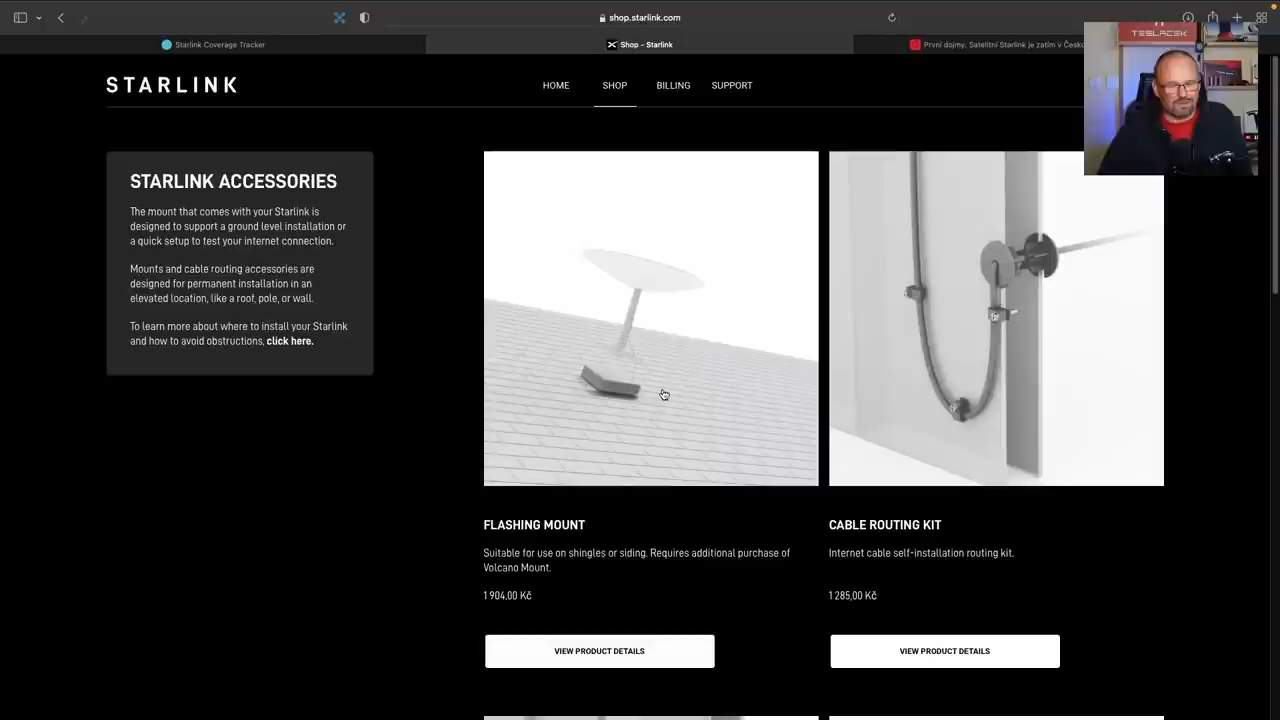 shop.starlink.com
Starlink Coverage Tracker
Shop - Starlink
První dojmy: Satelitní Starlink je zatím v Česku
TESLACEK
STARLINK
HOME
SHOP
BILLING
SUPPORT
STARLINK ACCESSORIES
The mount that comes with your Starlink is
designed to support a ground level installation or
a quick setup to test your internet connection.
Mounts and cable routing accessories are
designed for permanent installation in an
elevated location, like a roof, pole, or wall.
To learn more about where to install your Starlink
and how to avoid obstructions, click here.
FLASHING MOUNT
Suitable for use on shingles or siding. Requires additional purchase of
Volcano Mount.
1 904,00 Kč
VIEW PRODUCT DETAILS
CABLE ROUTING KIT
Internet cable self-installation routing kit.
1 285,00 Kč
VIEW PRODUCT DETAILS